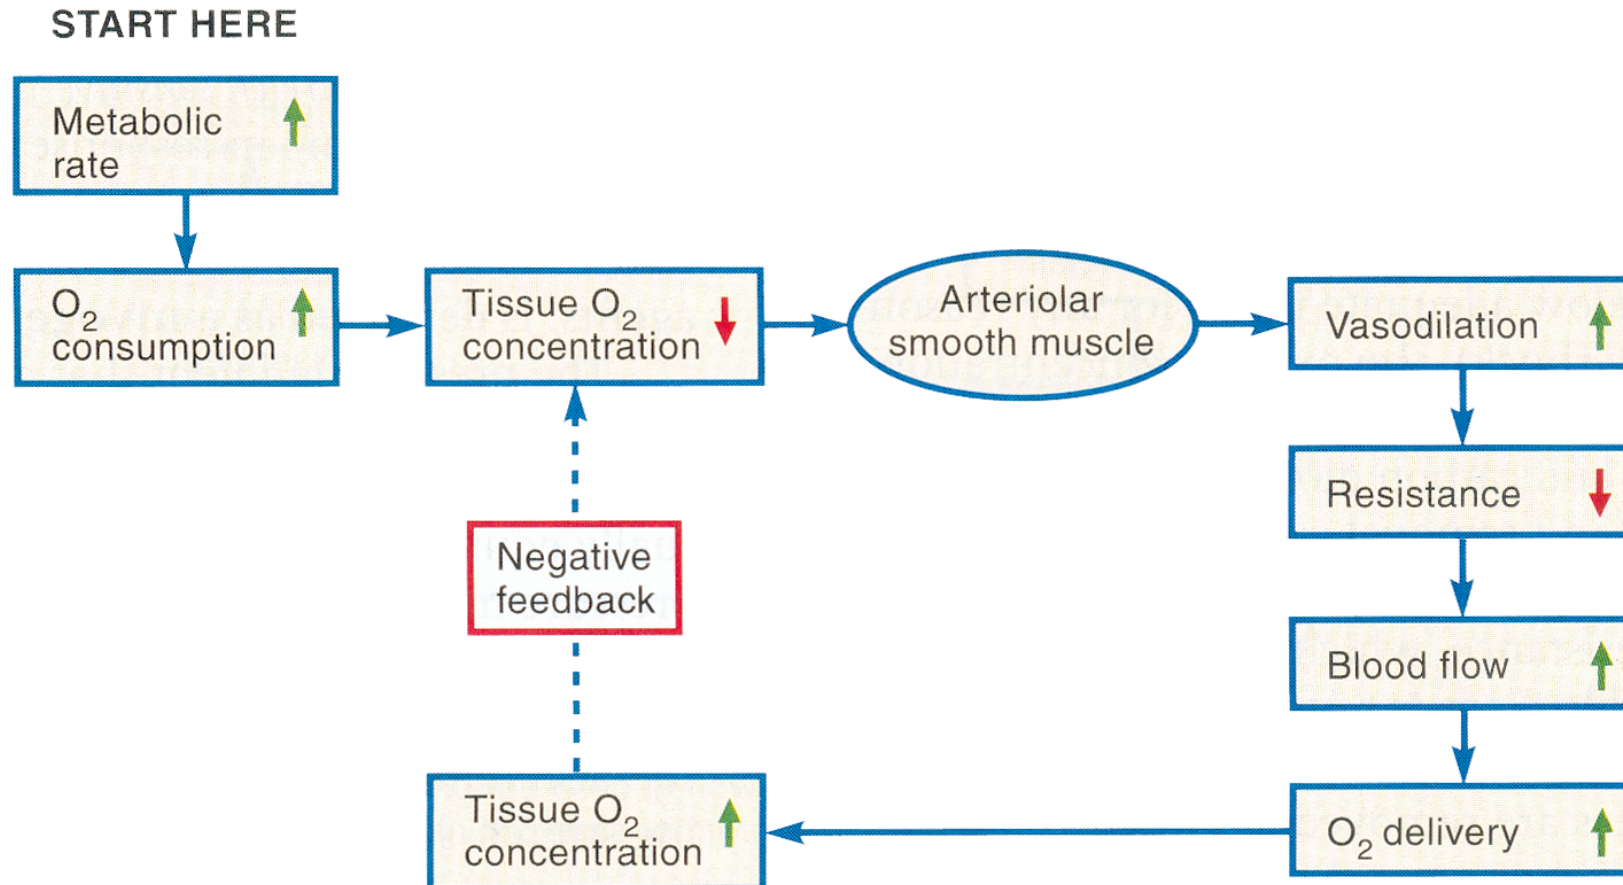 START HERE
Metabolic
rate
O₂
consumption
Tissue O₂
concentration
Arteriolar
smooth muscle
Vasodilation
Resistance
Blood flow
O₂ delivery
Tissue O₂
concentration
Negative
feedback